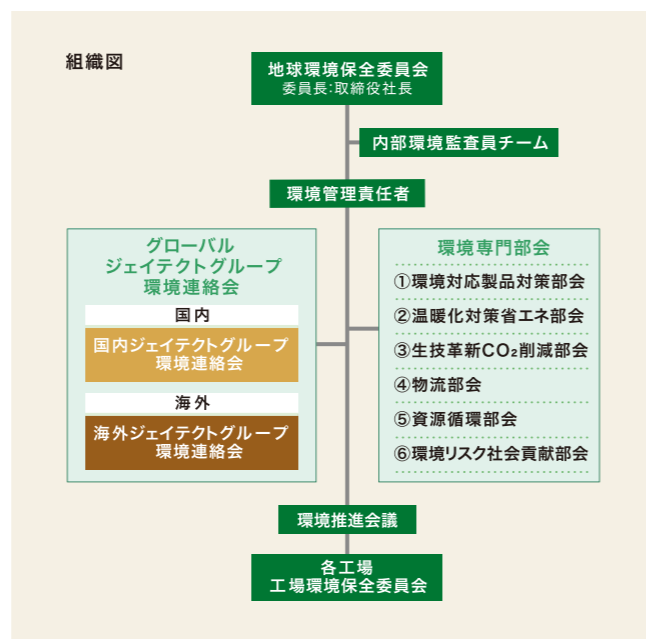 組織図
地球環境保全委員会
委員長:取締役社長
内部環境監査員チーム
環境管理責任者
グローバル
ジェイテクトグループ
環境連絡会
国内
国内ジェイテクトグループ
環境連絡会
海外
海外ジェイテクトグループ
環境連絡会
環境専門部会
①環境対応製品対策部会
②温暖化対策省エネ部会
③生技革新CO₂削減部会
④物流部会
⑤資源循環部会
⑥環境リスク社会貢献部会
環境推進会議
各工場
工場環境保全委員会